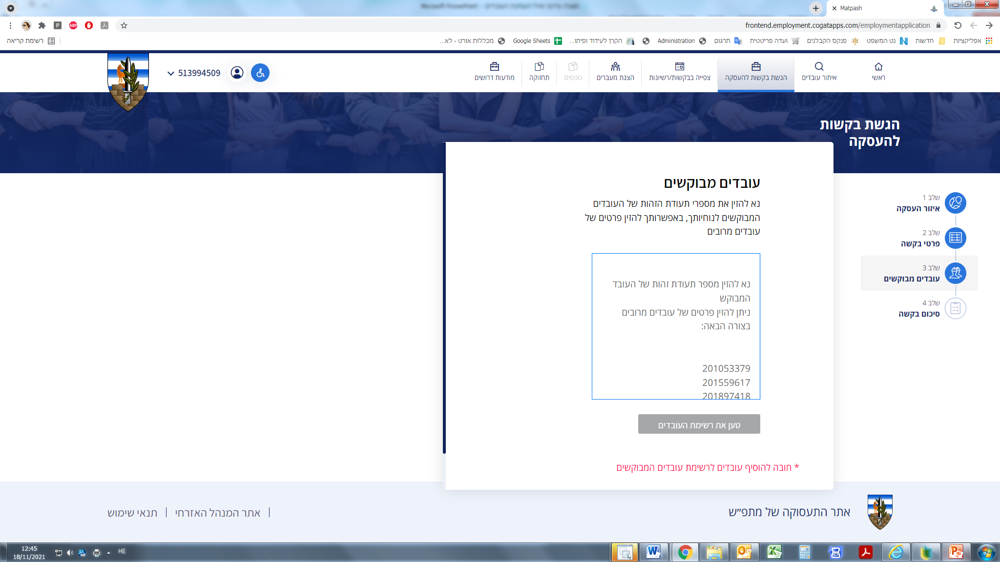 Matpash
frontend.employment.cogatapps.com/employmentapplication
אפליקציות
חדשות
נט המשפט
פנקס הקבלנים
ועדה פריטטית
תרגום
Administration
הקרן לעידוד ופיתו...
Google Sheets
מכללות אורט - לא...
רשימת קריאה
ראשי
איתור עובדים
הגשת בקשות להעסקה
צפייה בבקשות/רשיונות
הצגת מעברים
טפסים
תחזוקה
מודעות דרושים
513994509
הגשת בקשות
להעסקה
שלב 1
איזור העסקה
שלב 2
פרטי בקשה
שלב 3
עובדים מבוקשים
שלב 4
סיכום בקשה
עובדים מבוקשים
נא להזין את מספרי תעודת הזהות של העובדים
המבוקשים לנוחיותך, באפשרותך להזין פרטים של
עובדים מרובים
נא להזין מספר תעודת זהות של העובד
המבוקש
ניתן להזין פרטים של עובדים מרובים
בצורה הבאה:
201053379
201559617
201897418
טען את רשימת העובדים
* חובה להוסיף עובדים לרשימת עובדים המבוקשים
אתר התעסוקה של מתפ״ש
אתר המנהל האזרחי
תנאי שימוש
HE
12:45
18/11/2021